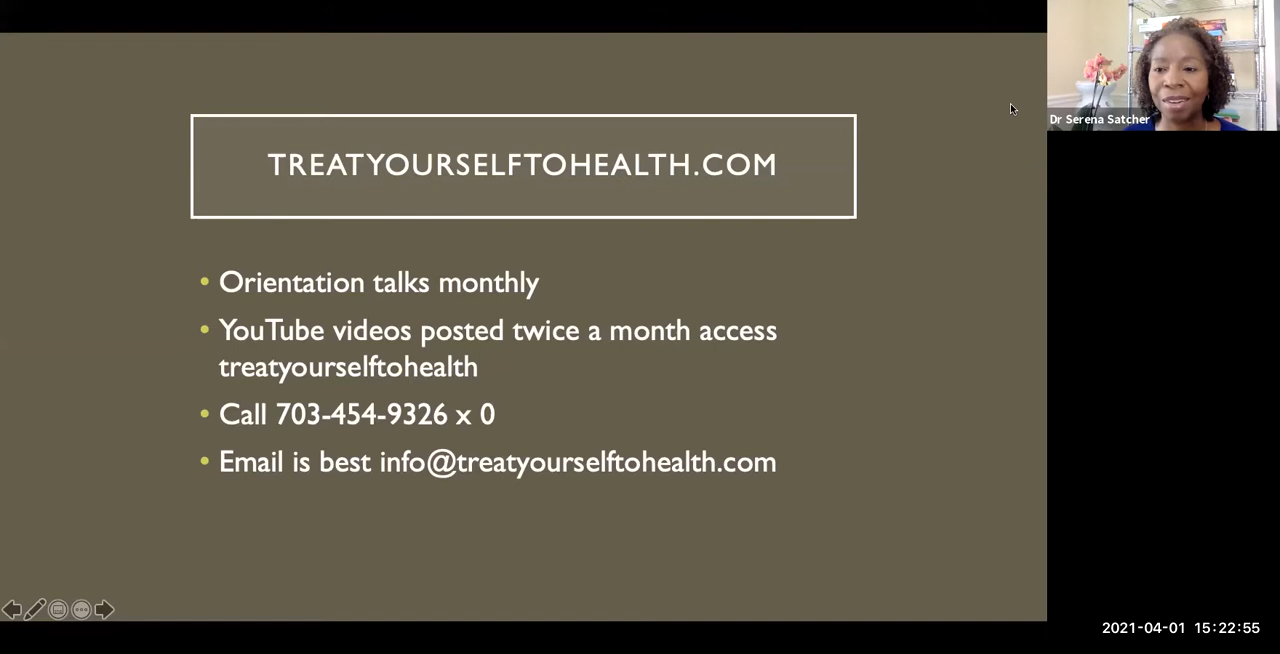 TREATYOURSELFTOHEALTH.COM
• Orientation talks monthly
• YouTube videos posted twice a month access
treatyourselftohealth
• Call 703-454-9326 x 0
• Email is best info@treatyourselftohealth.com
Dr Serena Satcher
2021-04-01 15:22:55